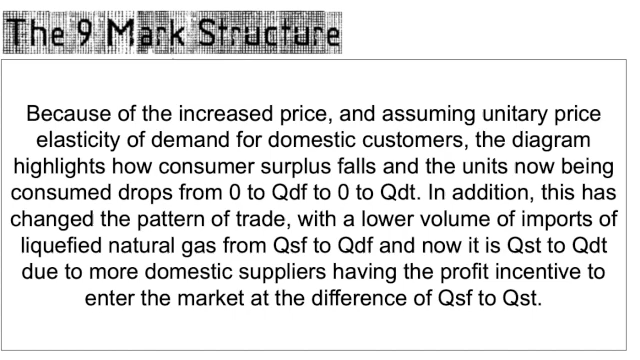 The 9 Mark Structure
Because of the increased price, and assuming unitary price
elasticity of demand for domestic customers, the diagram
highlights how consumer surplus falls and the units now being
consumed drops from 0 to Qdf to 0 to Qdt. In addition, this has
changed the pattern of trade, with a lower volume of imports of
liquefied natural gas from Qsf to Qdf and now it is Qst to Qdt
due to more domestic suppliers having the profit incentive to
enter the market at the difference of Qsf to Qst.